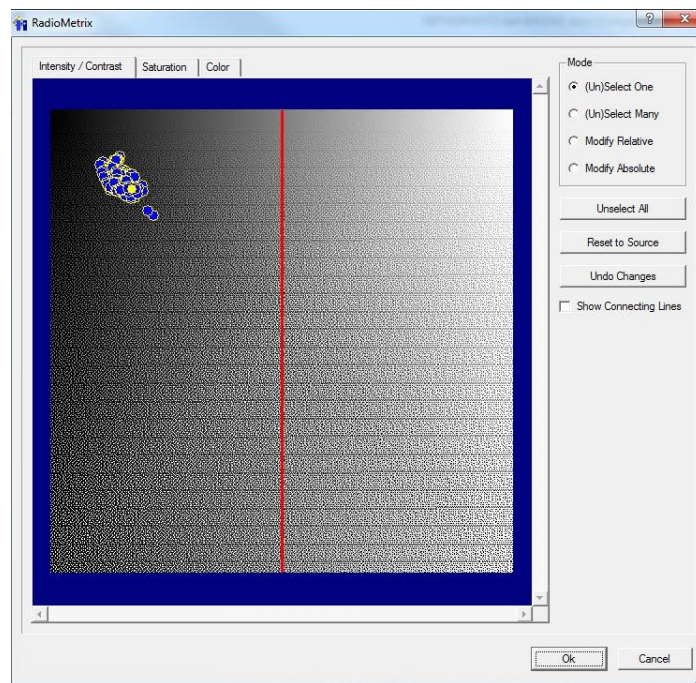 RadioMetrix
Intensity / Contrast
Saturation
Color
Mode
(Un)Select One
(Un)Select Many
Modify Relative
Modify Absolute
Unselect All
Reset to Source
Undo Changes
Show Connecting Lines
Ok
Cancel